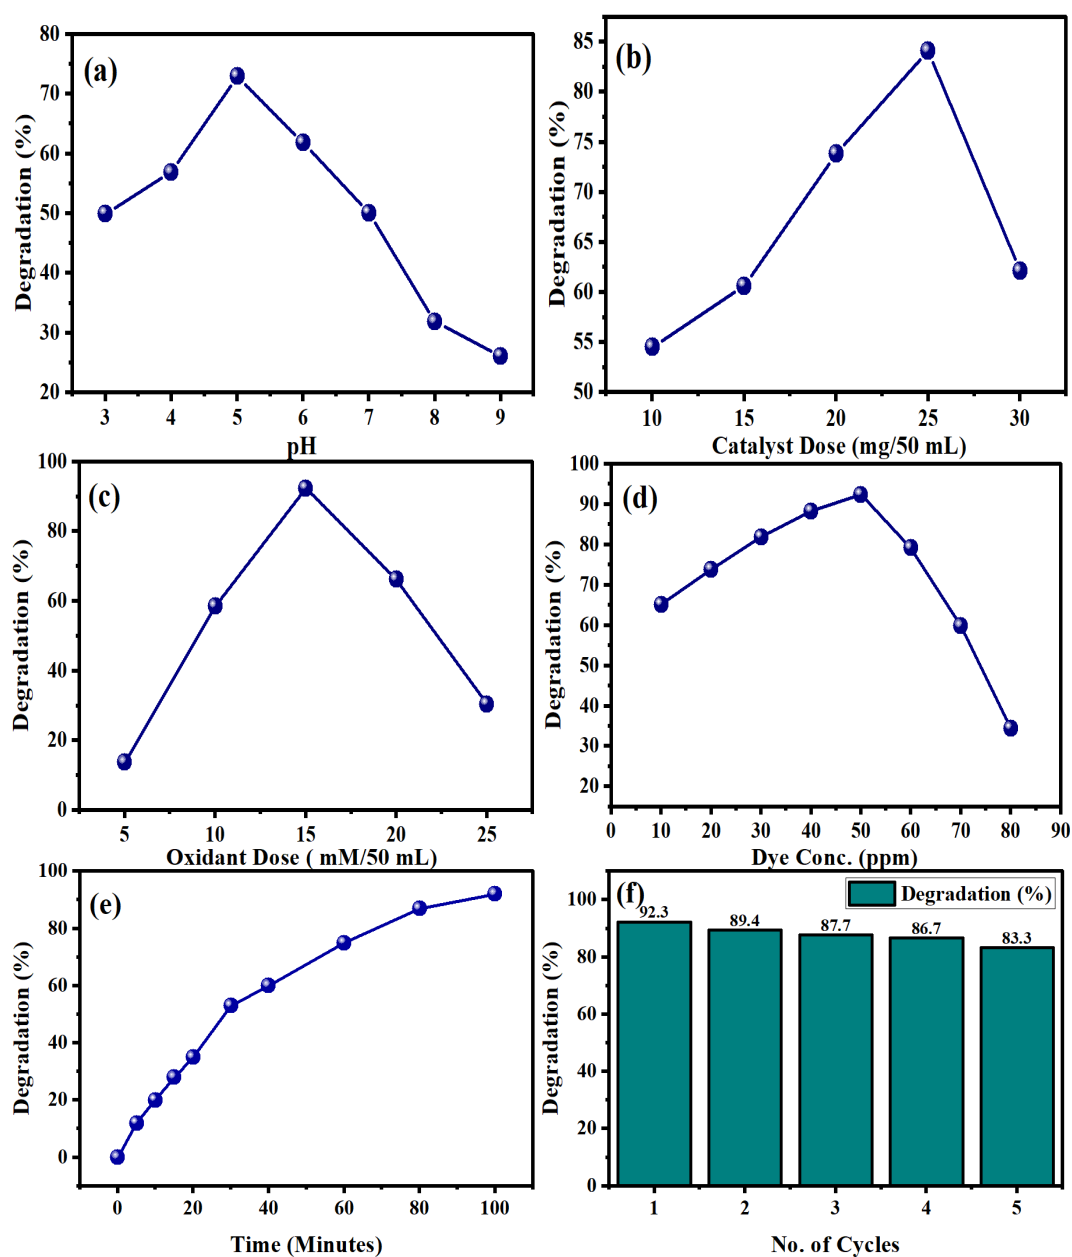 (a)
80
70
60
50
40
30
20
Degradation (%)
3 4 5 6 7 8 9
pH
(b)
85
80
75
70
65
60
55
50
Degradation (%)
10 15 20 25 30
Catalyst Dose (mg/50 mL)
(c)
100
80
60
40
20
0
Degradation (%)
5 10 15 20 25
Oxidant Dose ( mM/50 mL)
(d)
100
90
80
70
60
50
40
30
20
Degradation (%)
0 10 20 30 40 50 60 70 80 90
Dye Conc. (ppm)
(e)
100
80
60
40
20
0
Degradation (%)
0 20 40 60 80 100
Time (Minutes)
(f)
Degradation (%)
100
80
60
40
20
0
Degradation (%)
92.3 89.4 87.7 86.7 83.3
1 2 3 4 5
No. of Cycles